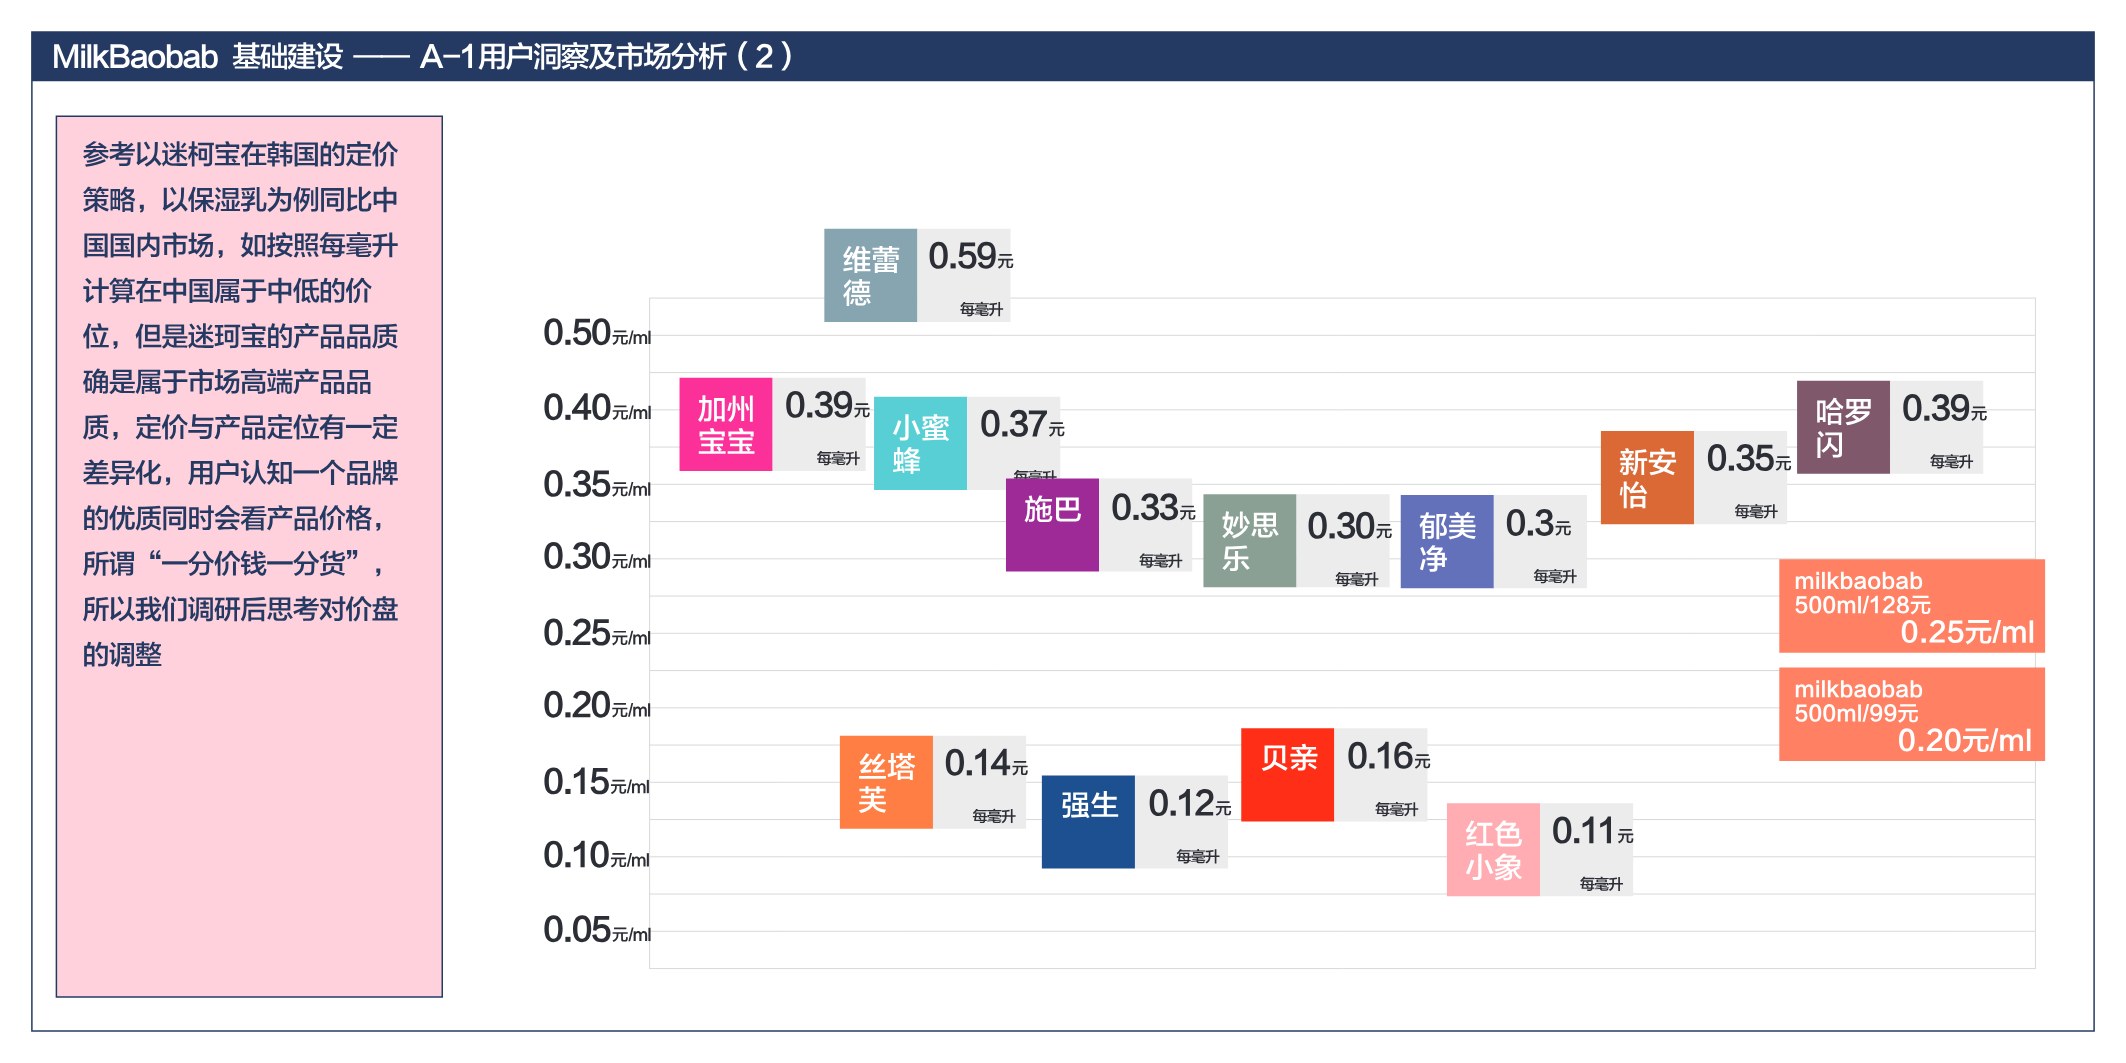 MilkBaobab 基础建设 —— A-1用户洞察及市场分析（2）
参考以迷柯宝在韩国的定价
策略，以保湿乳为例同比中
国国内市场，如按照每毫升
计算在中国属于中低的价
位，但是迷珂宝的产品品质
确是属于市场高端产品品
质，定价与产品定位有一定
差异化，用户认知一个品牌
的优质同时会看产品价格，
所谓“一分价钱一分货”，
所以我们调研后思考对价盘
的调整
0.50元/ml
0.40元/ml
0.35元/ml
0.30元/ml
0.25元/ml
0.20元/ml
0.15元/ml
0.10元/ml
0.05元/ml
维蕾
德
0.59元
每毫升
加州
宝宝
0.39元
每毫升
小蜜
蜂
0.37元
每毫升
施巴
0.33元
每毫升
妙思
乐
0.30元
每毫升
郁美
净
0.3元
每毫升
新安
怡
0.35元
每毫升
哈罗
闪
0.39元
每毫升
milkbaobab
500ml/128元
0.25元/ml
milkbaobab
500ml/99元
0.20元/ml
丝塔
芙
0.14元
每毫升
强生
0.12元
每毫升
贝亲
0.16元
每毫升
红色
小象
0.11元
每毫升